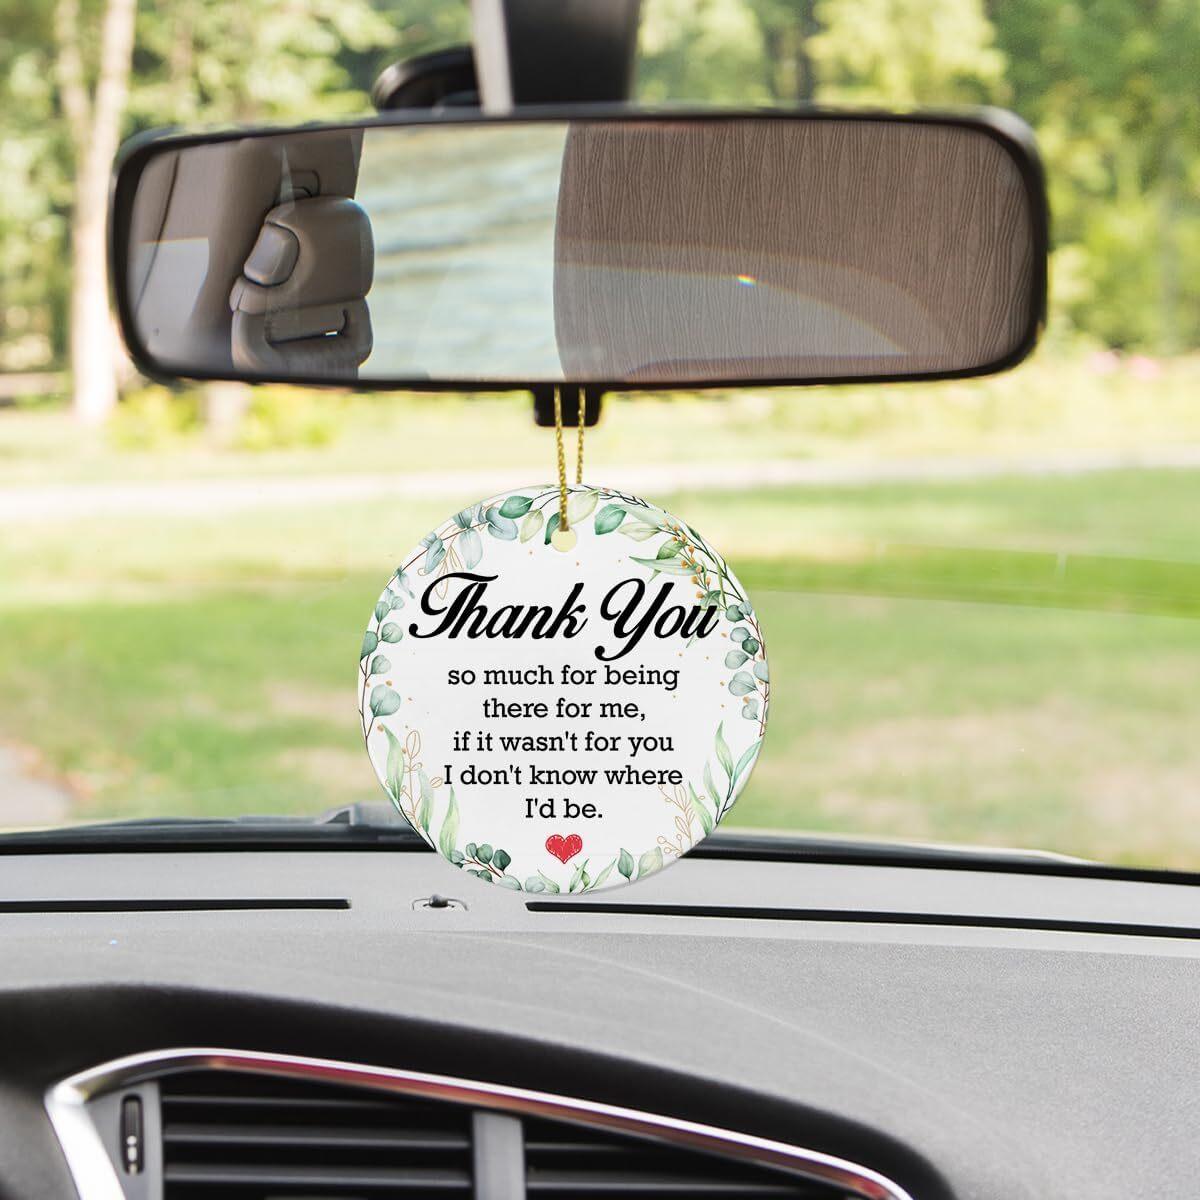 Thank You
so much for being
there for me,
if it wasn't for you
I don't know where
I'd be.